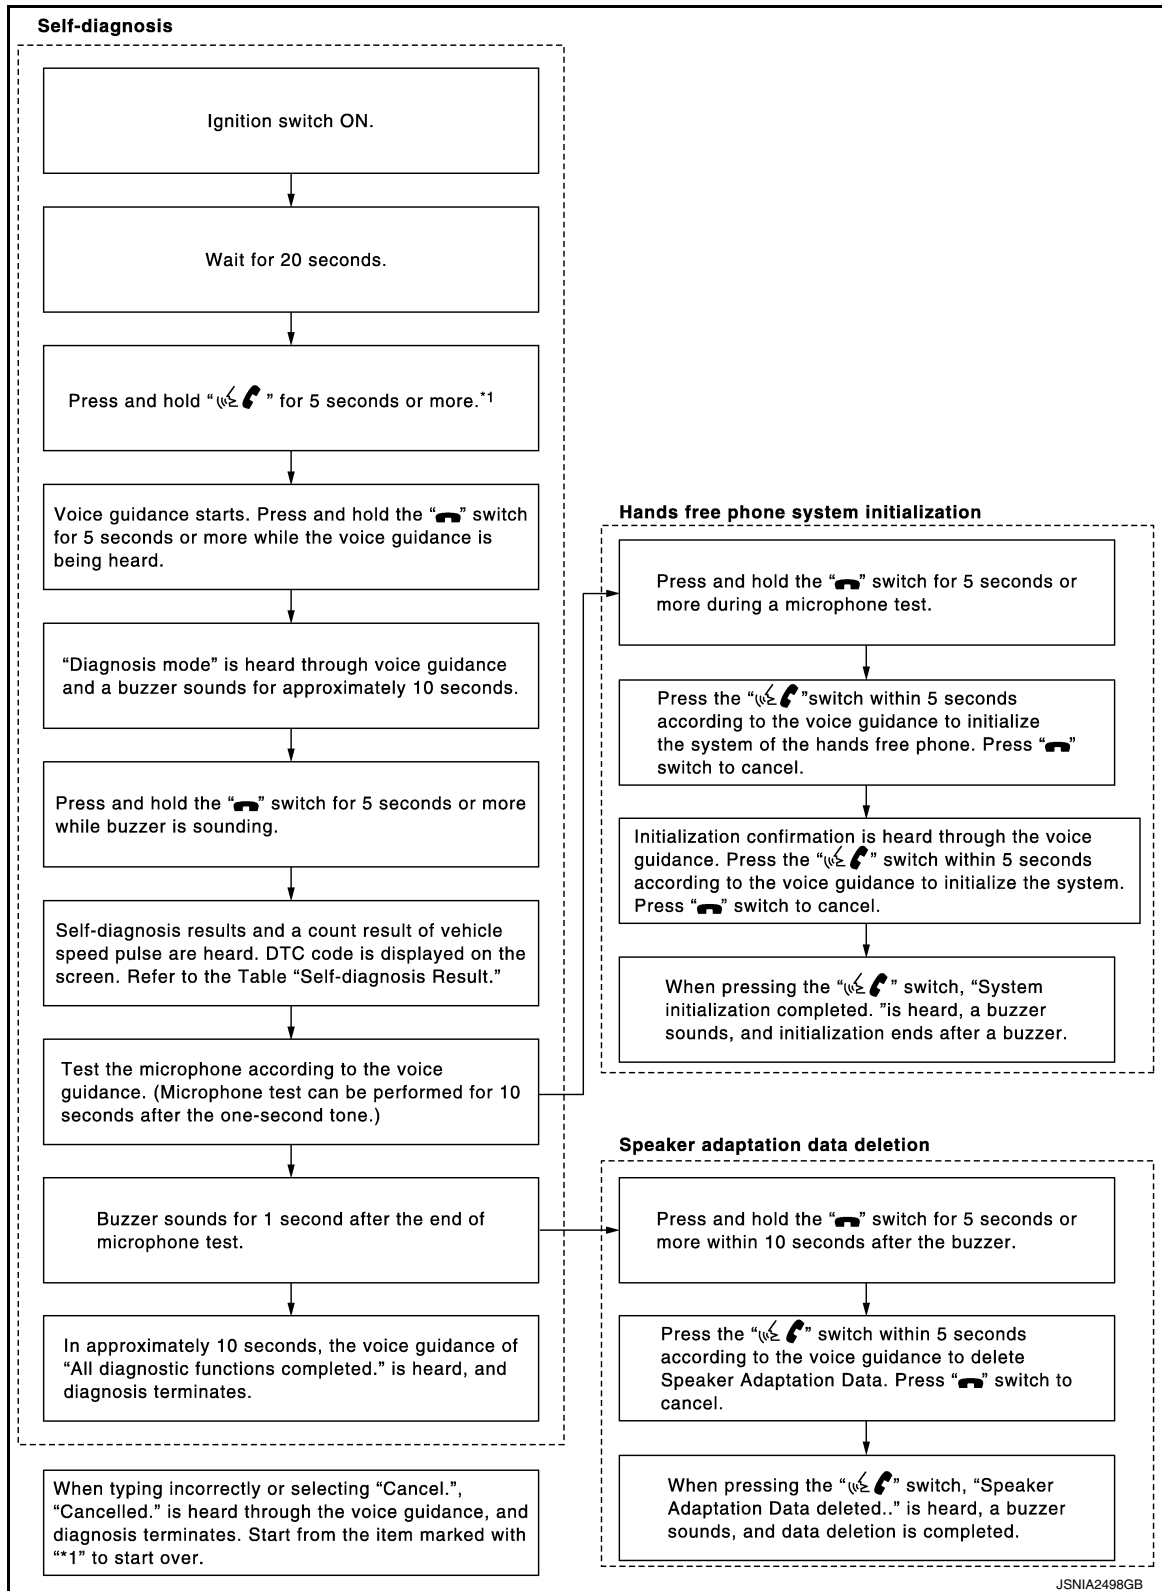 Self-diagnosis
Ignition switch ON.
Wait for 20 seconds.
Press and hold “ ” for 5 seconds or more.*1
Voice guidance starts. Press and hold the “ ” switch
for 5 seconds or more while the voice guidance is
being heard.
“Diagnosis mode” is heard through voice guidance
and a buzzer sounds for approximately 10 seconds.
Press and hold the “ ” switch for 5 seconds or more
while buzzer is sounding.
Self-diagnosis results and a count result of vehicle
speed pulse are heard. DTC code is displayed on the
screen. Refer to the Table “Self-diagnosis Result.”
Test the microphone according to the voice
guidance. (Microphone test can be performed for 10
seconds after the one-second tone.)
Buzzer sounds for 1 second after the end of
microphone test.
In approximately 10 seconds, the voice guidance of
“All diagnostic functions completed.” is heard, and
diagnosis terminates.
When typing incorrectly or selecting “Cancel.”,
“Cancelled.” is heard through the voice guidance, and
diagnosis terminates. Start from the item marked with
“*1” to start over.
Hands free phone system initialization
Press and hold the “ ” switch for 5 seconds or
more during a microphone test.
Press the “ ”switch within 5 seconds
according to the voice guidance to initialize
the system of the hands free phone. Press “ ”
switch to cancel.
Initialization confirmation is heard through the voice
guidance. Press the “ ” switch within 5 seconds
according to the voice guidance to initialize the system.
Press “ ” switch to cancel.
When pressing the “ ” switch, “System
initialization completed. ”is heard, a buzzer
sounds, and initialization ends after a buzzer.
Speaker adaptation data deletion
Press and hold the “ ” switch for 5 seconds or
more within 10 seconds after the buzzer.
Press the “ ” switch within 5 seconds
according to the voice guidance to delete
Speaker Adaptation Data. Press “ ” switch to
cancel.
When pressing the “ ” switch, “Speaker
Adaptation Data deleted..” is heard, a buzzer
sounds, and data deletion is completed.
JSNIA2498GB